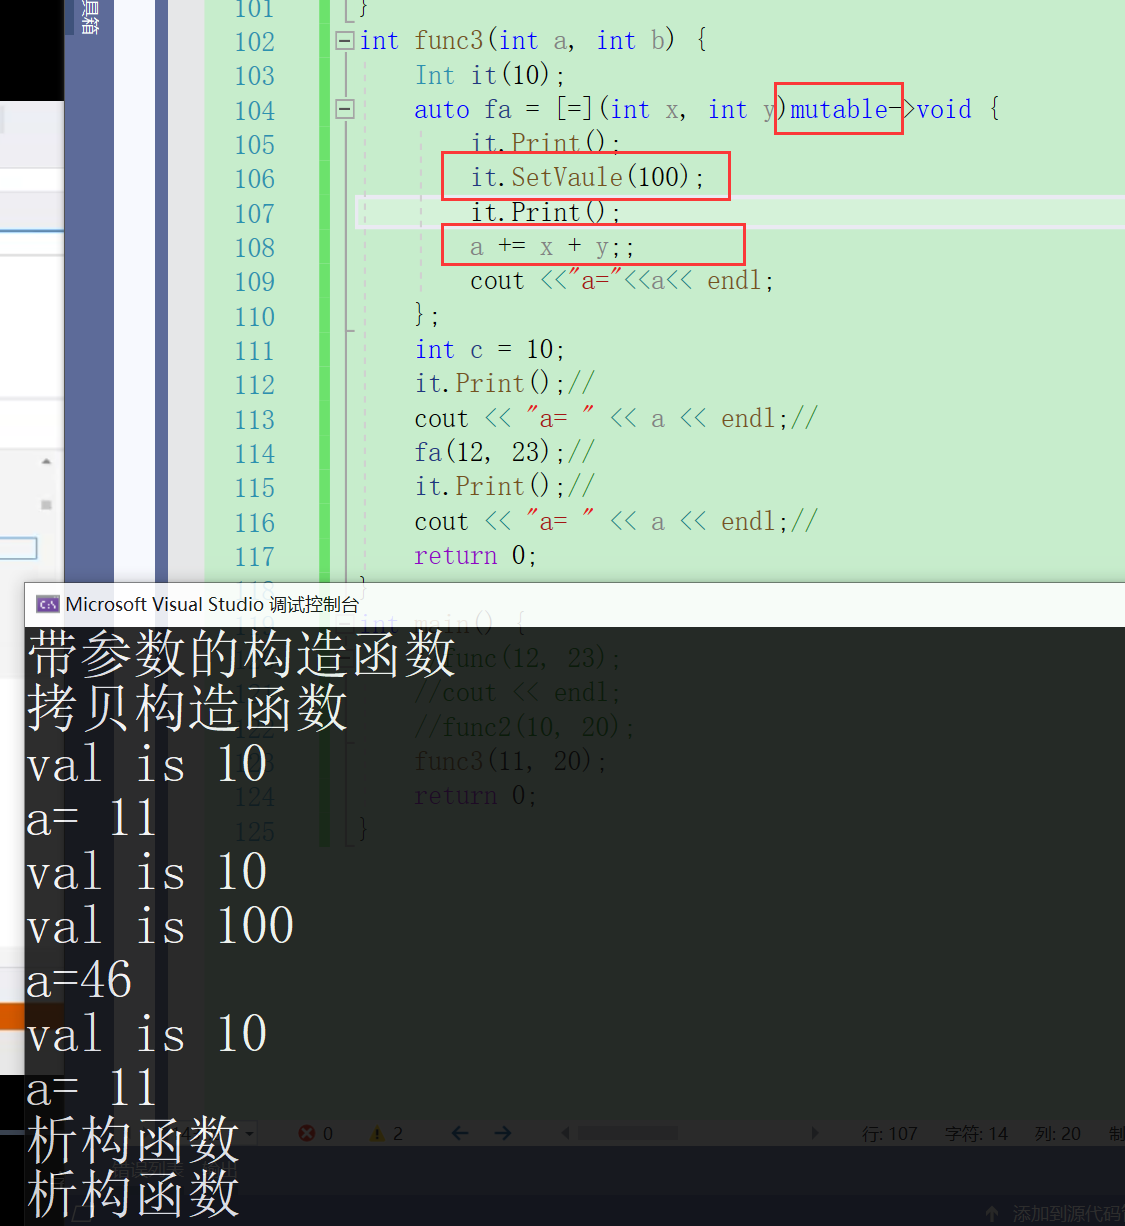 具箱
101 }
102 int func3(int a, int b) {
103 Int it(10);
104 auto fa = [=](int x, int y)mutable->void {
105 it.Print();
106 it.SetVaule(100);
107 it.Print();
108 a += x + y;;
109 cout <<"a="<<a<< endl;
110 };
111 int c = 10;
112 it.Print();//
113 cout << "a= " << a << endl;//
114 fa(12, 23);//
115 it.Print();//
116 cout << "a= " << a << endl;//
117 return 0;
118 }
Microsoft Visual Studio 调试控制台
int main() {
func(12, 23);
//cout << endl;
122 //func2(10, 20);
123 func3(11, 20);
124 return 0;
125 }
带参数的构造函数
拷贝构造函数
val is 10
a= 11
val is 10
val is 100
a=46
val is 10
a= 11
析构函数
析构函数
0 2 行: 107 字符: 14 列: 20
错误列表
添加到源代码